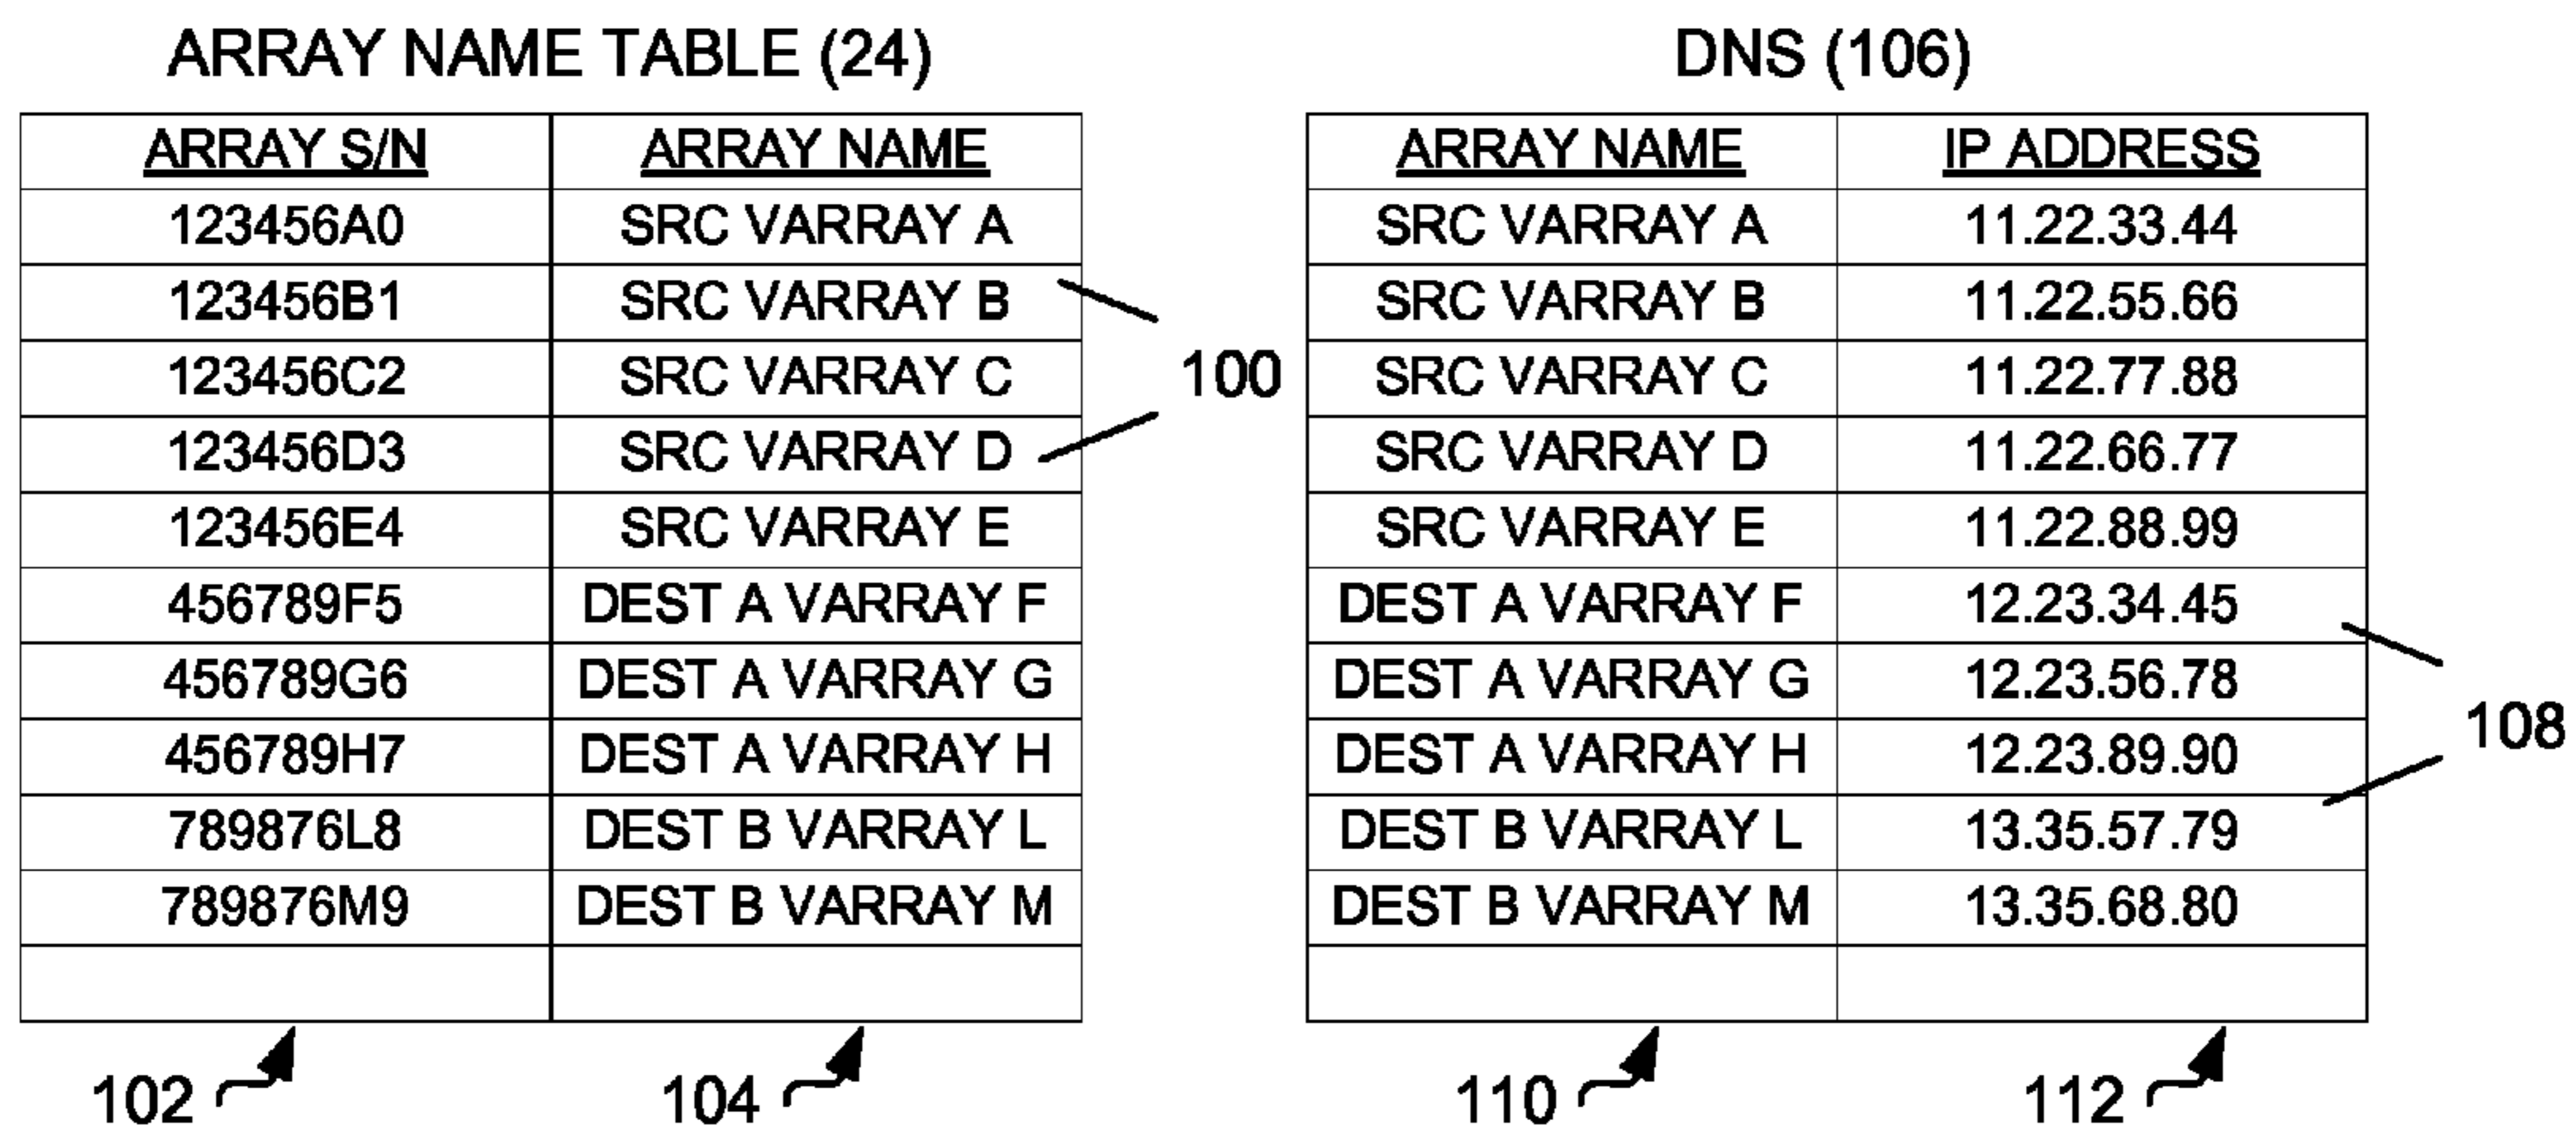 ARRAY NAME TABLE (24)
ARRAY S/N ARRAY NAME
123456A0 SRC VARRAY A
123456B1 SRC VARRAY B
123456C2 SRC VARRAY C
123456D3 SRC VARRAY D
123456E4 SRC VARRAY E
456789F5 DEST A VARRAY F
456789G6 DEST A VARRAY G
456789H7 DEST A VARRAY H
789876L8 DEST B VARRAY L
789876M9 DEST B VARRAY M
100
102 104
DNS (106)
ARRAY NAME IP ADDRESS
SRC VARRAY A 11.22.33.44
SRC VARRAY B 11.22.55.66
SRC VARRAY C 11.22.77.88
SRC VARRAY D 11.22.66.77
SRC VARRAY E 11.22.88.99
DEST A VARRAY F 12.23.34.45
DEST A VARRAY G 12.23.56.78
DEST A VARRAY H 12.23.89.90
DEST B VARRAY L 13.35.57.79
DEST B VARRAY M 13.35.68.80
108
110 112